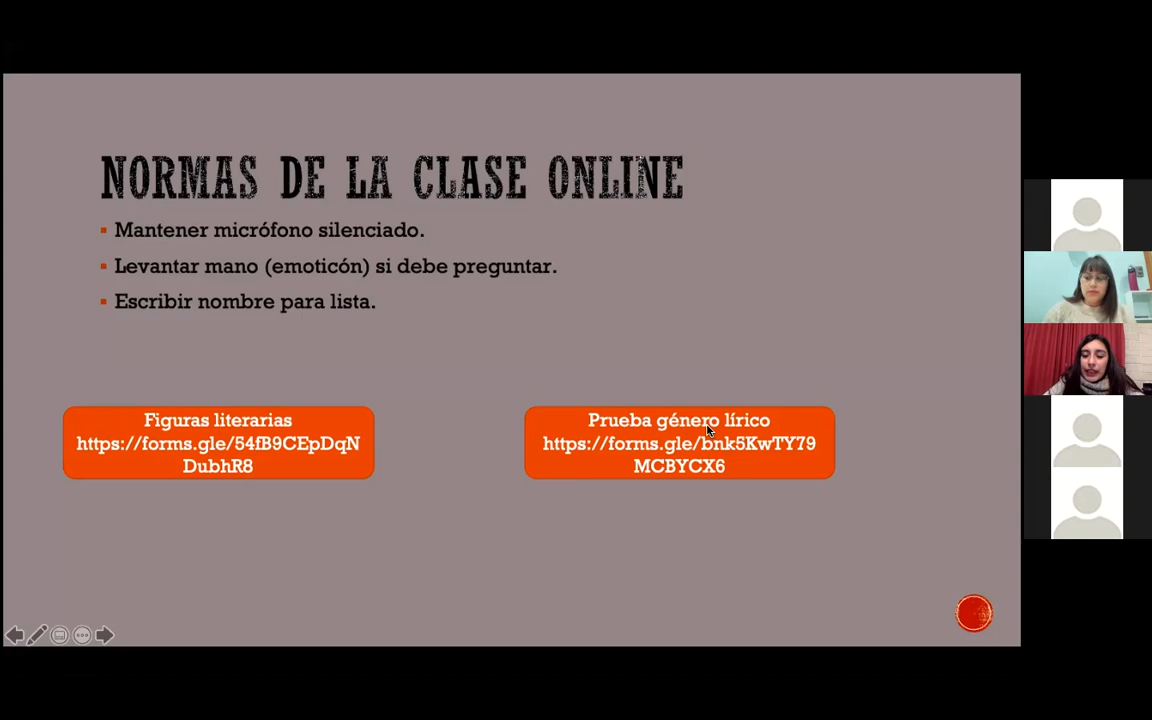 NORMAS DE LA CLASE ONLINE
▪ Mantener micrófono silenciado.
▪ Levantar mano (emoticón) si debe preguntar.
▪ Escribir nombre para lista.
Figuras literarias
https://forms.gle/54fB9CEpDqN
DubhR8
Prueba género lírico
https://forms.gle/bnk5KwTY79
MCBYCX6